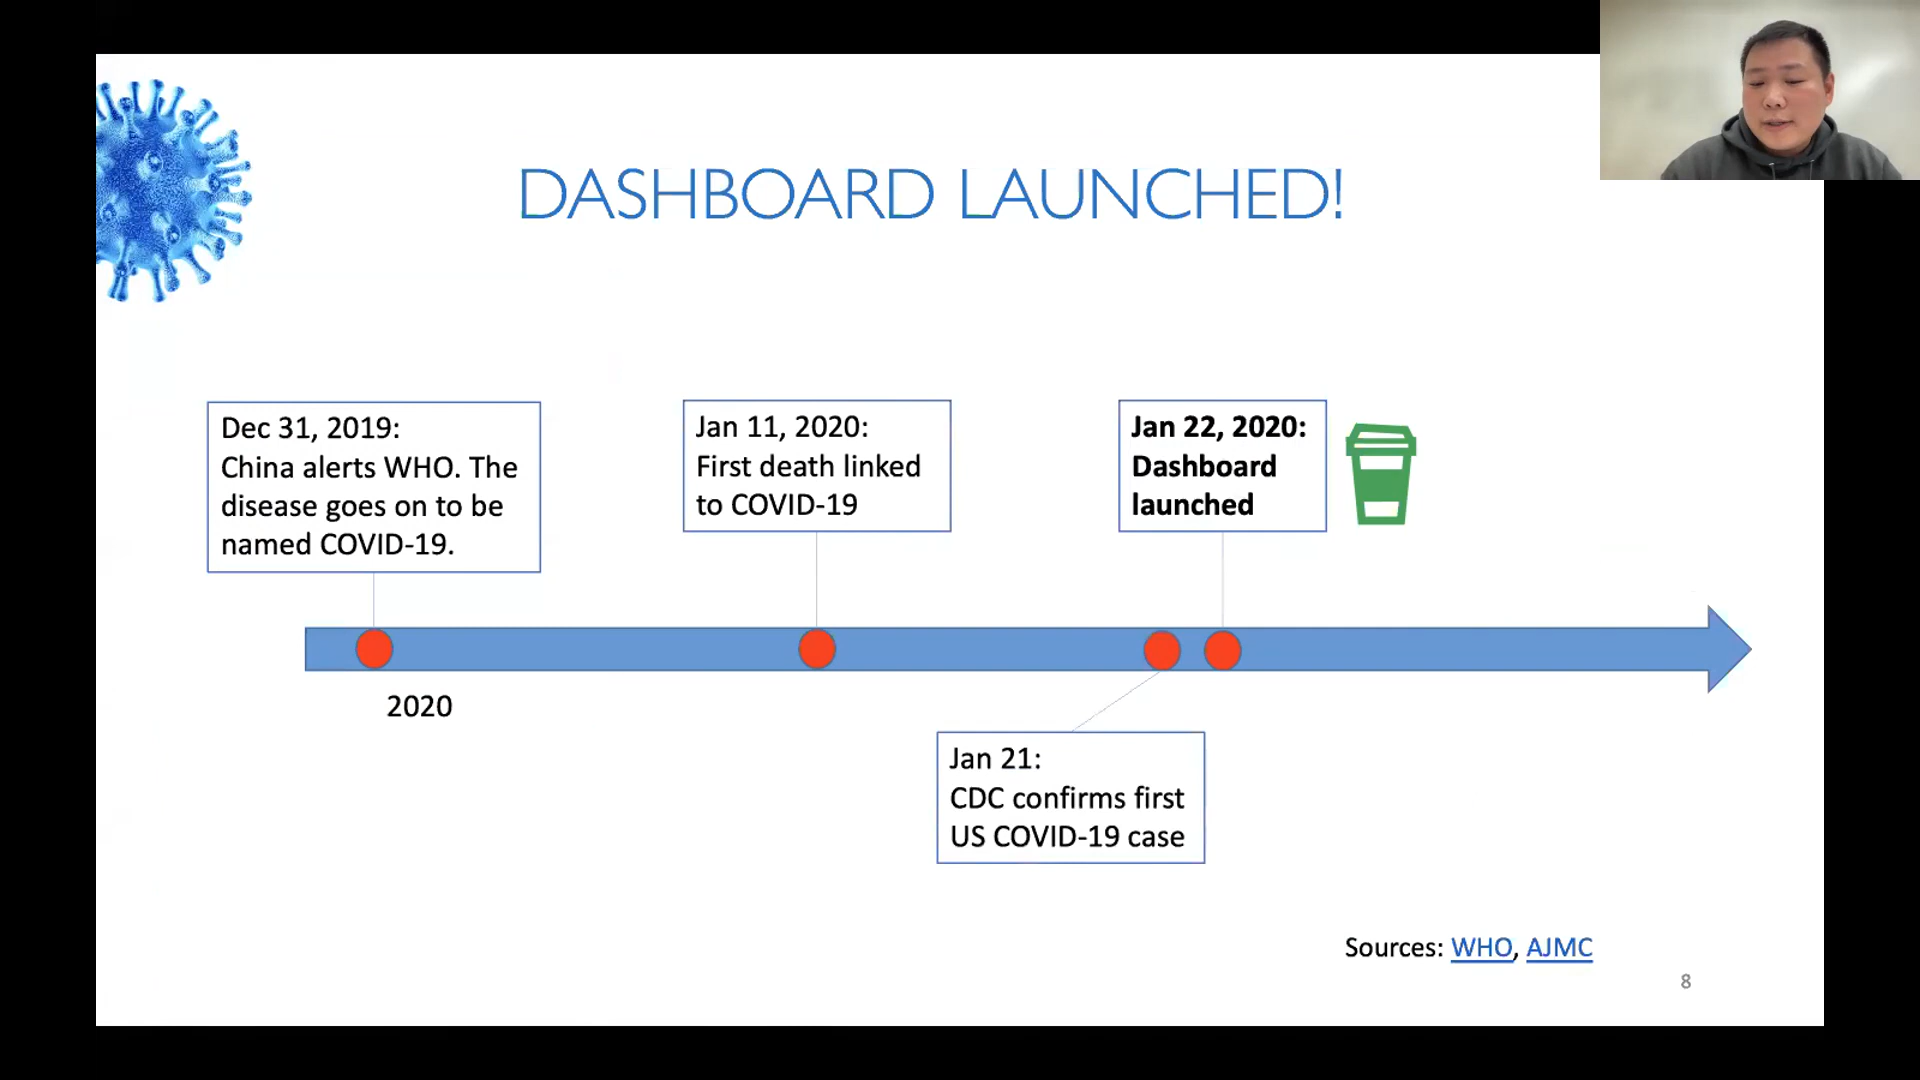 DASHBOARD LAUNCHED!
Dec 31, 2019:
China alerts WHO. The
disease goes on to be
named COVID-19.
Jan 11, 2020:
First death linked
to COVID-19
Jan 22, 2020:
Dashboard
launched
2020
Jan 21:
CDC confirms first
US COVID-19 case
Sources: WHO, AJMC
8